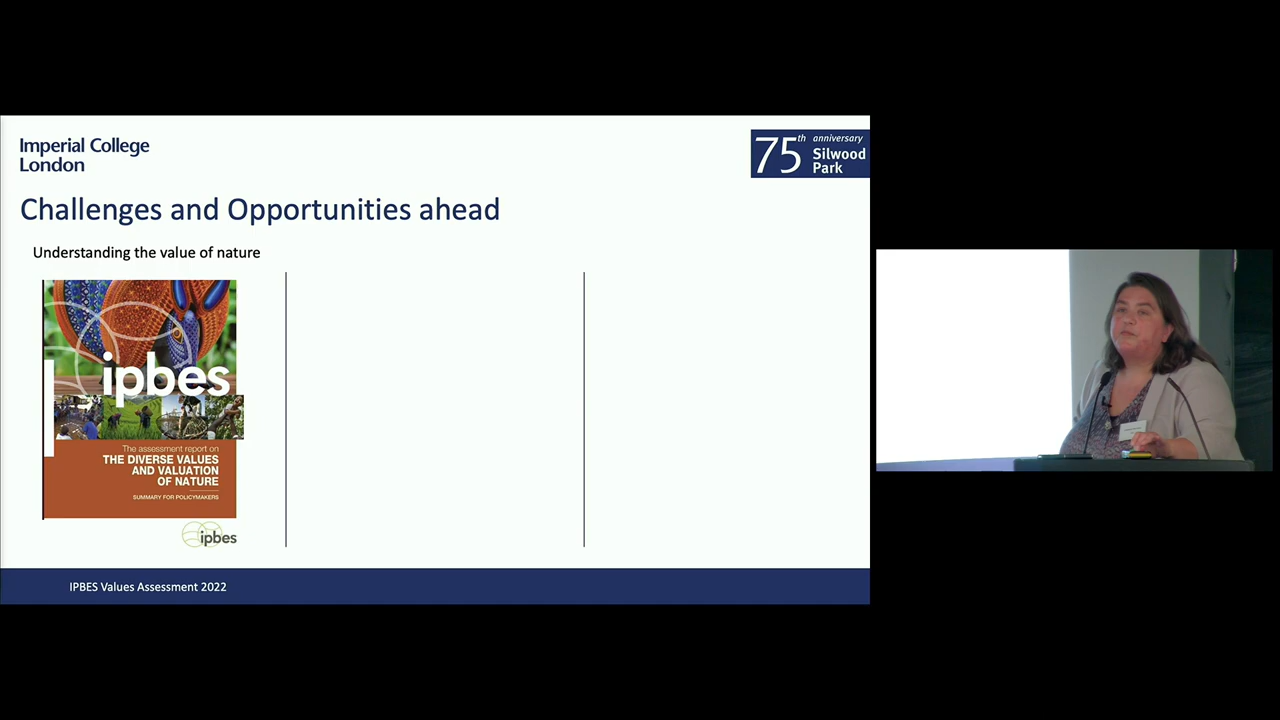 Imperial College
London
75th anniversary
Silwood
Park
Challenges and Opportunities ahead
Understanding the value of nature
ipbes
The assessment report on
THE DIVERSE VALUES
AND VALUATION
OF NATURE
SUMMARY FOR POLICYMAKERS
ipbes
IPBES Values Assessment 2022